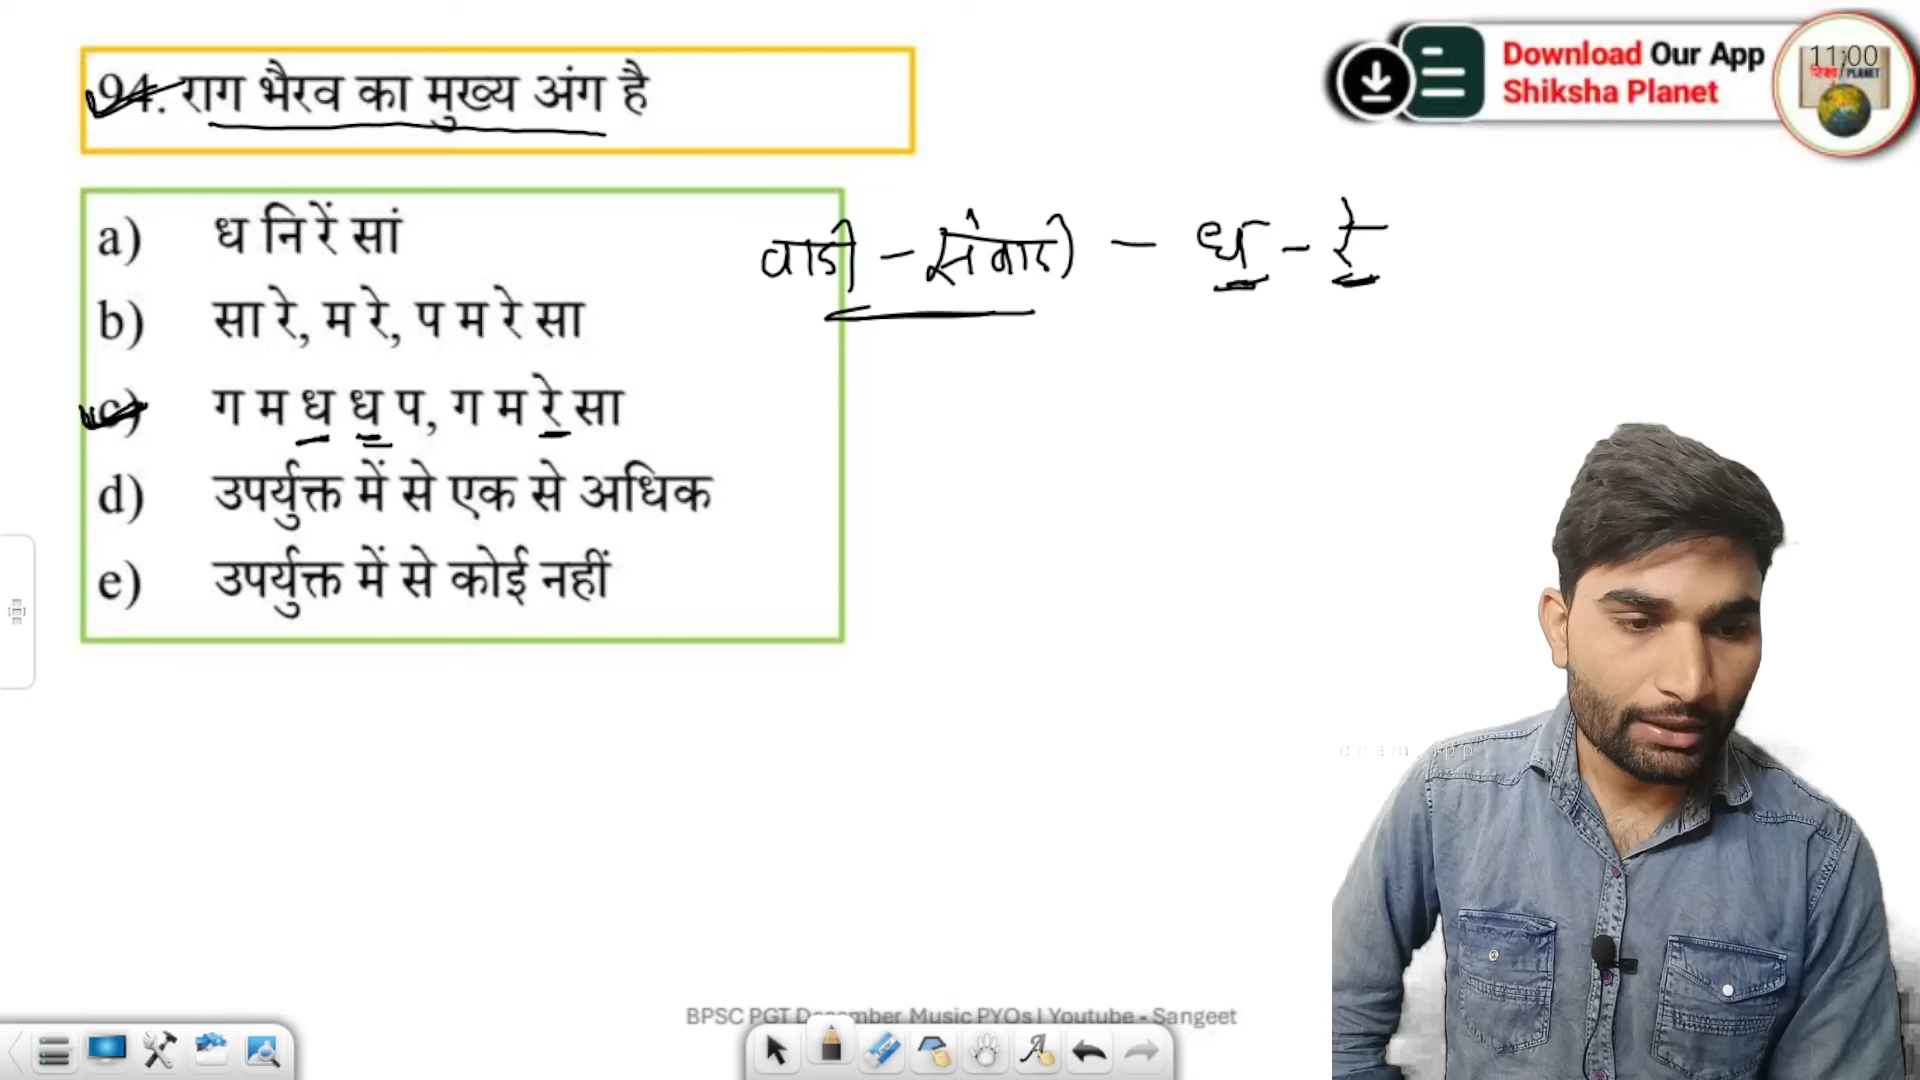 94. राग भैरव का मुख्य अंग है
Download Our App
Shiksha Planet
11:00
PLANET
a) ध नि रें सां
b) सा रे, म रे, प म रे सा
c) ग म ध ध प, ग म रे सा
d) उपर्युक्त में से एक से अधिक
e) उपर्युक्त में से कोई नहीं
वादी - संवादी - ध - रे
BPSC PGT December Music PYQs | Youtube - Sangeet